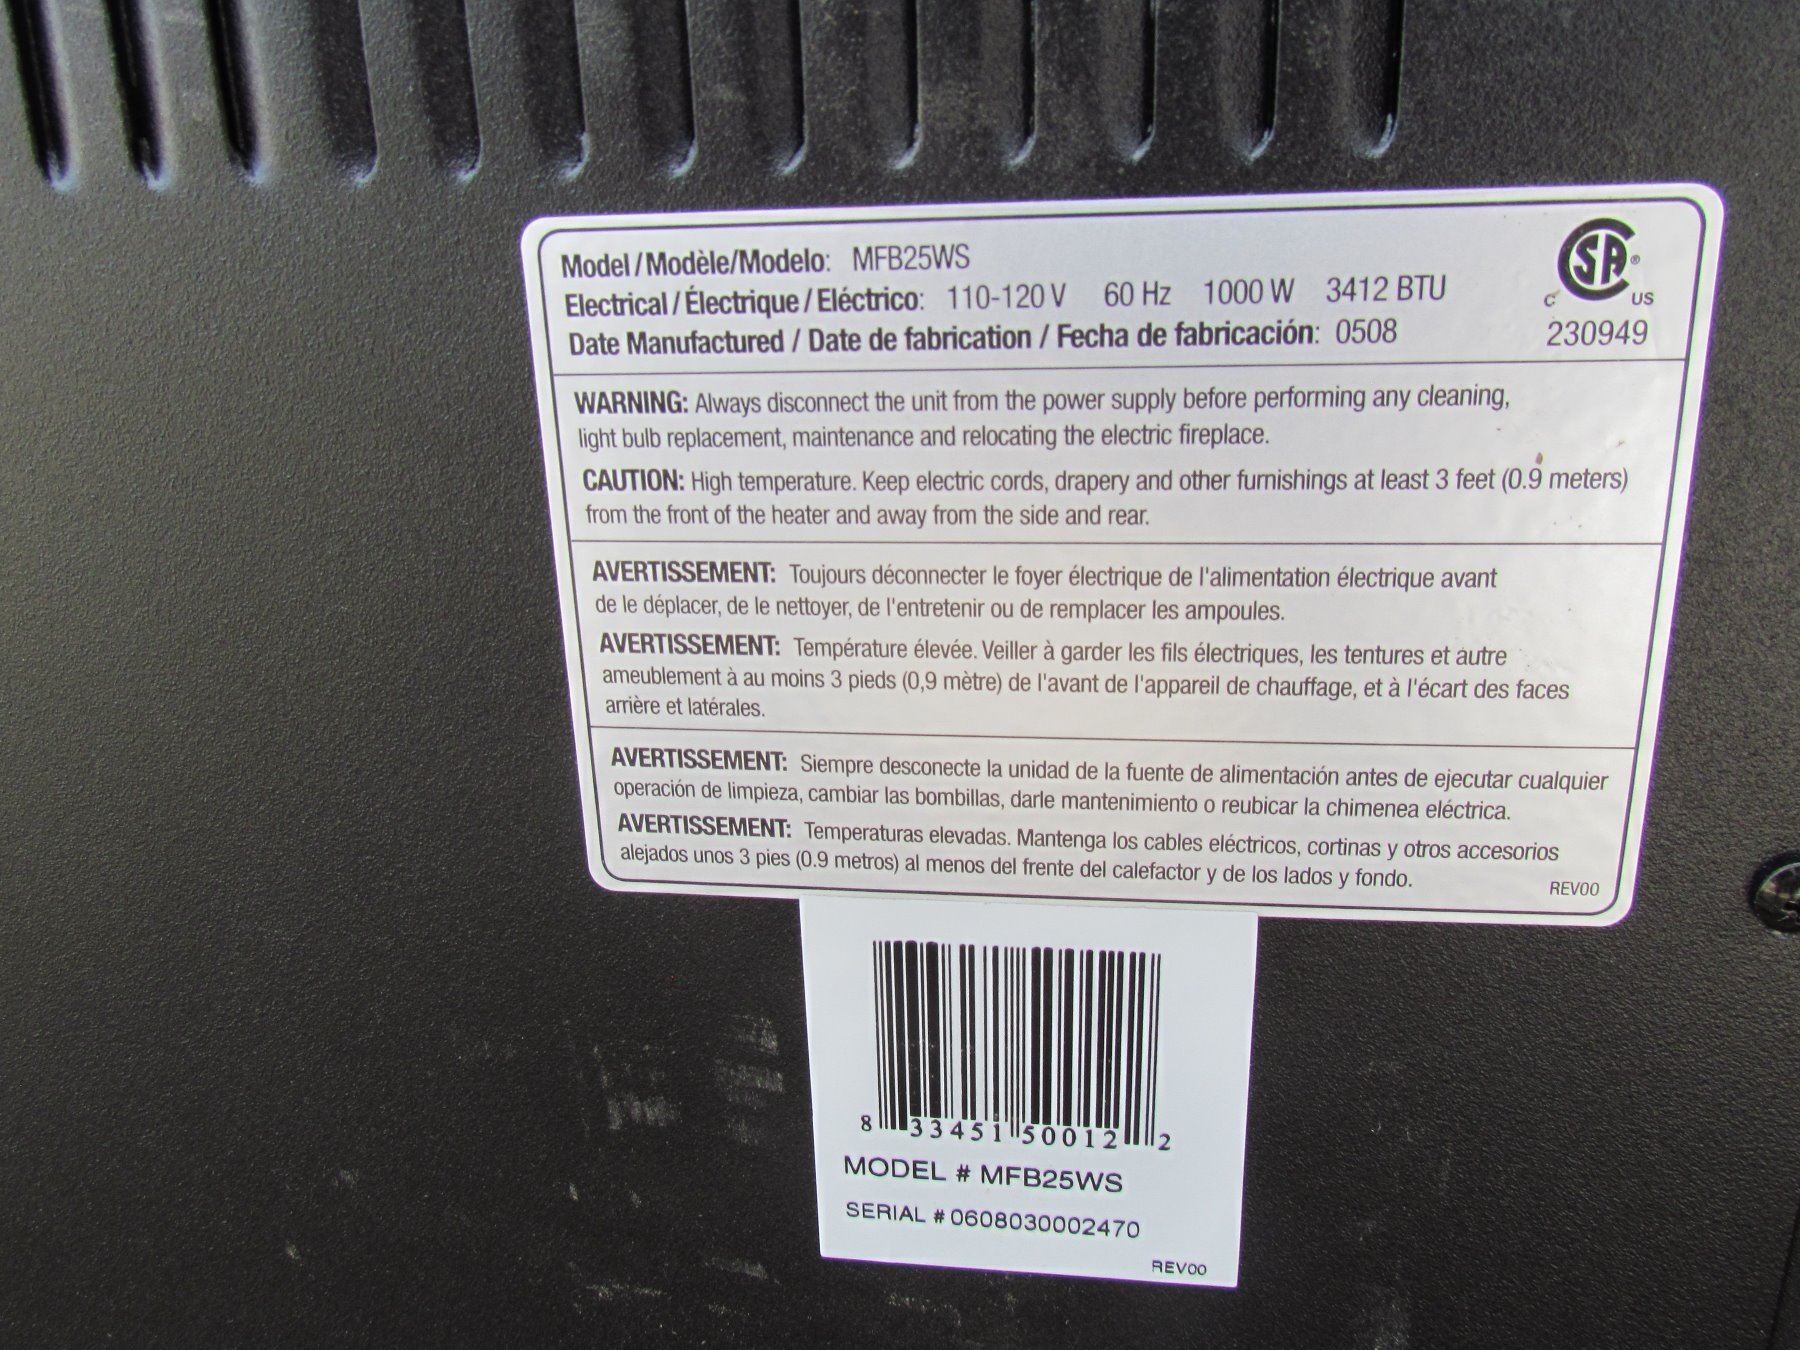 Model / Modèle/Modelo: MFB25WS
Electrical / Électrique / Eléctrico: 110-120 V 60 Hz 1000 W 3412 BTU
Date Manufactured / Date de fabrication / Fecha de fabricación: 0508
SA ®
C US
230949
WARNING: Always disconnect the unit from the power supply before performing any cleaning,
light bulb replacement, maintenance and relocating the electric fireplace.
CAUTION: High temperature. Keep electric cords, drapery and other furnishings at least 3 feet (0.9 meters)
from the front of the heater and away from the side and rear.
AVERTISSEMENT: Toujours déconnecter le foyer électrique de l'alimentation électrique avant
de le déplacer, de le nettoyer, de l'entretenir ou de remplacer les ampoules.
AVERTISSEMENT: Température élevée. Veiller à garder les fils électriques, les tentures et autre
ameublement à au moins 3 pieds (0,9 mètre) de l'avant de l'appareil de chauffage, et à l'écart des faces
arrière et latérales.
AVERTISSEMENT: Siempre desconecte la unidad de la fuente de alimentación antes de ejecutar cualquier
operación de limpieza, cambiar las bombillas, darle mantenimiento o reubicar la chimenea eléctrica.
AVERTISSEMENT: Temperaturas elevadas. Mantenga los cables eléctricos, cortinas y otros accesorios
alejados unos 3 pies (0.9 metros) al menos del frente del calefactor y de los lados y fondo.
REV00
8 33451 50012 2
MODEL # MFB25WS
SERIAL # 0608030002470
REV00